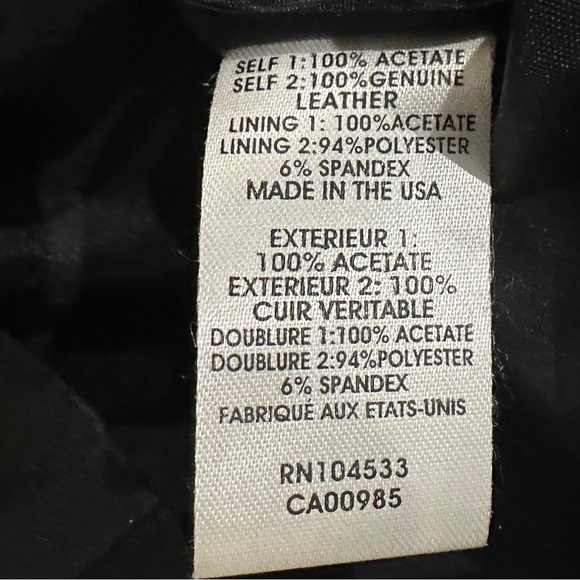 SELF 1:100% ACETATE
SELF 2:100%GENUINE
LEATHER
LINING 1: 100%ACETATE
LINING 2:94%POLYESTER
6% SPANDEX
MADE IN THE USA
EXTERIEUR 1:
100% ACETATE
EXTERIEUR 2: 100%
CUIR VERITABLE
DOUBLURE 1:100% ACETATE
DOUBLURE 2:94%POLYESTER
6% SPANDEX
FABRIQUÉ AUX ETATS-UNIS
RN104533
CA00985